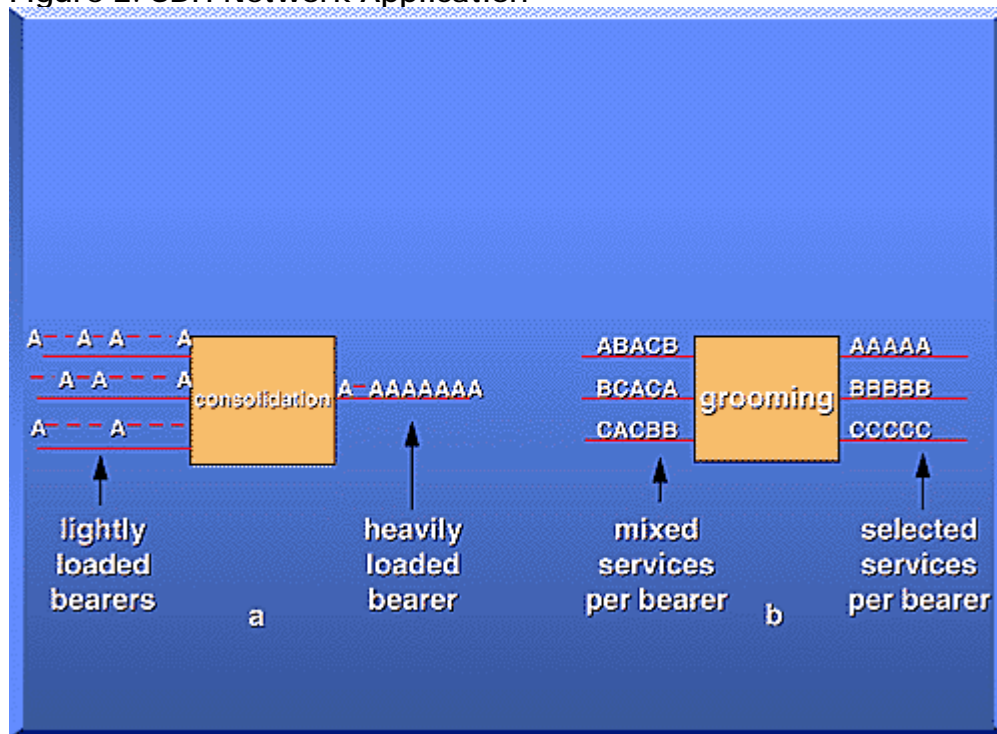 Figure 2: SDH Network Application
A- -A-A- - -A
- A-A- - - A
A- - - A- - -
consolidation
A-AAAAAAA
lightly
loaded
bearers
heavily
loaded
bearer
a
ABACB
BCACA
CACBB
grooming
AAAAA
BBBBB
CCCCC
mixed
services
per bearer
selected
services
per bearer
b